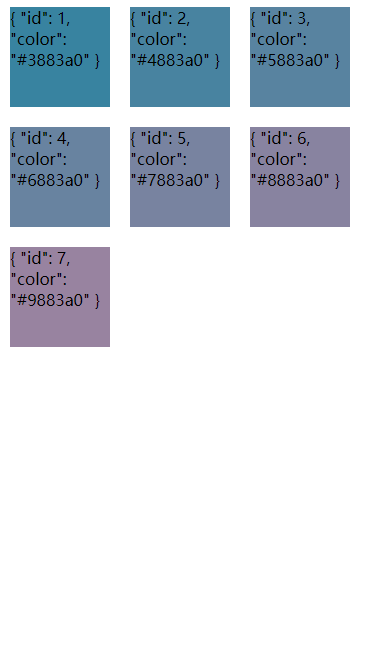 { "id": 1,
"color":
"#3883a0" }
{ "id": 2,
"color":
"#4883a0" }
{ "id": 3,
"color":
"#5883a0" }
{ "id": 4,
"color":
"#6883a0" }
{ "id": 5,
"color":
"#7883a0" }
{ "id": 6,
"color":
"#8883a0" }
{ "id": 7,
"color":
"#9883a0" }